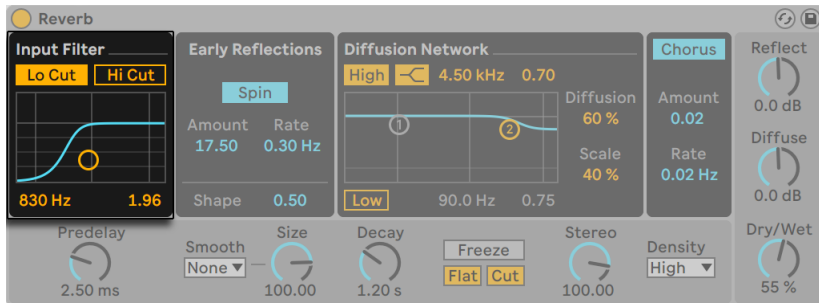 Reverb
Input Filter
Lo Cut Hi Cut
830 Hz 1.96
Early Reflections
Spin
Amount Rate
17.50 0.30 Hz
Shape 0.50
Diffusion Network
High 4.50 kHz 0.70
1
2
Diffusion
60 %
Scale
40 %
Low 90.0 Hz 0.75
Chorus
Amount
0.02
Rate
0.02 Hz
Reflect
0.0 dB
Diffuse
0.0 dB
Dry/Wet
55 %
Predelay
2.50 ms
Smooth
None
Size
100.00
Decay
1.20 s
Freeze
Flat Cut
Stereo
100.00
Density
High